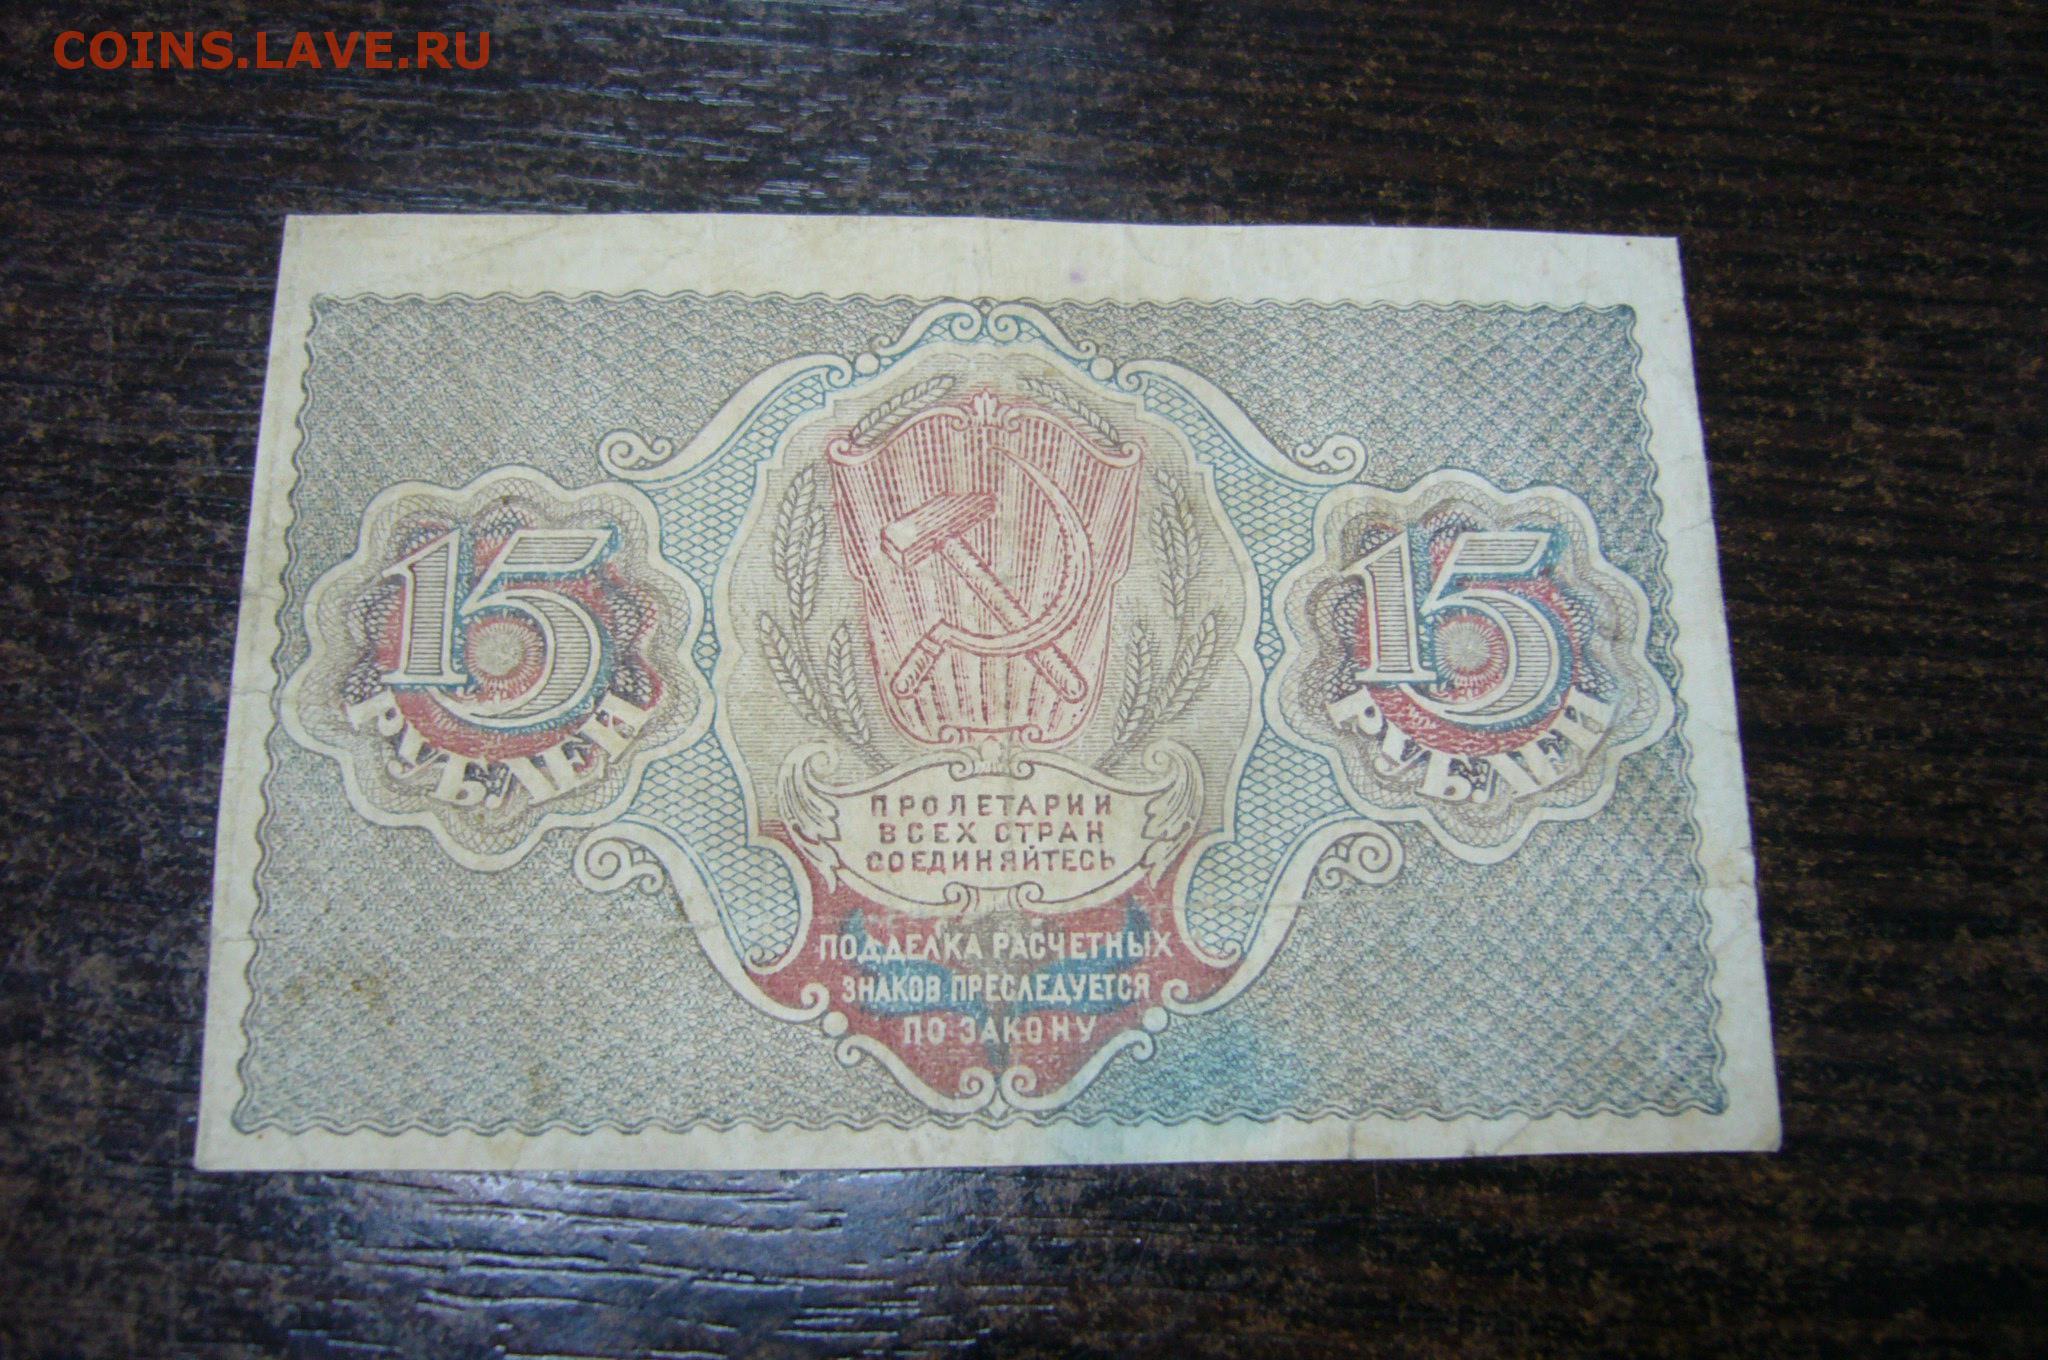 COINS.LAVE.RU
15
РУБЛЕЙ
15
РУБЛЕЙ
ПРОЛЕТАРИИ
ВСЕХ СТРАН
СОЕДИНЯЙТЕСЬ
ПОДДЕЛКА РАСЧЕТНЫХ
ЗНАКОВ ПРЕСЛЕДУЕТСЯ
ПО ЗАКОНУ